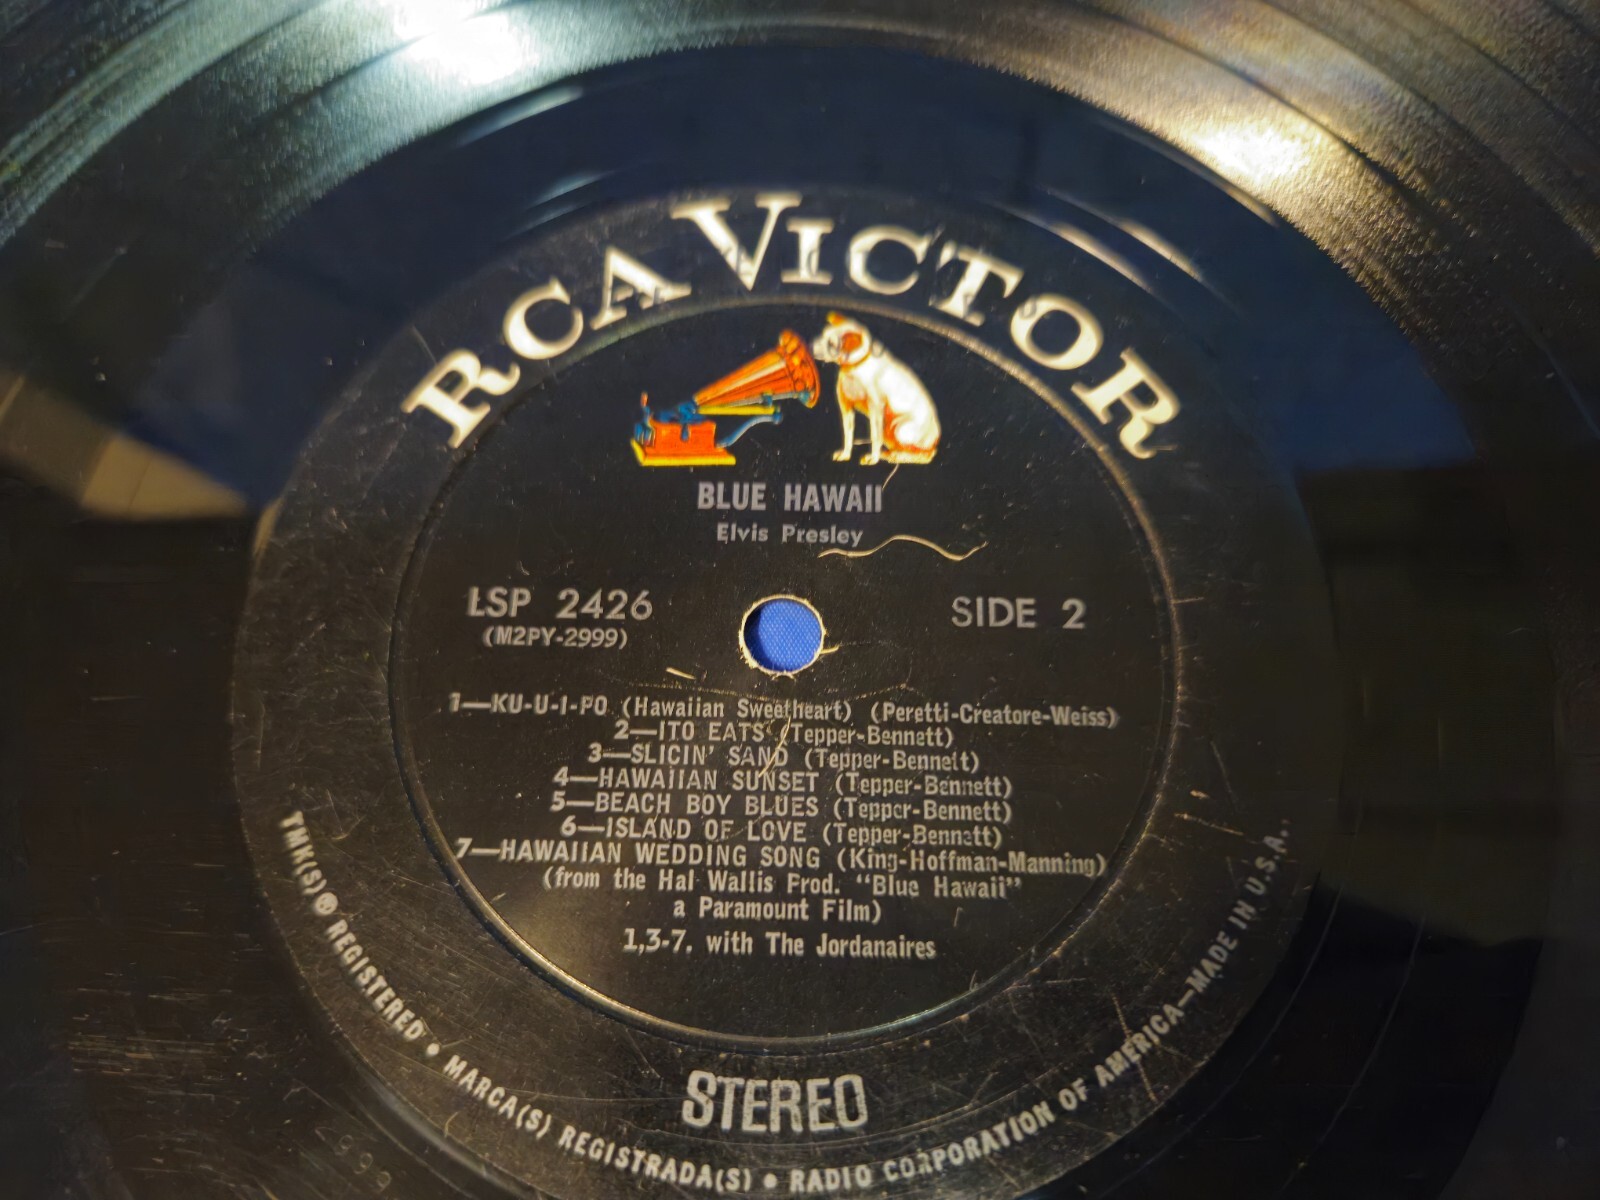 RCA VICTOR
BLUE HAWAII
Elvis Presley
LSP 2426
(M2PY-2999)
SIDE 2
1—KU-U-I-PO (Hawaiian Sweetheart) (Peretti-Creatore-Weiss)
2—ITO EATS (Tepper-Bennett)
3—SLICIN' SAND (Tepper-Bennett)
4—HAWAIIAN SUNSET (Tepper-Bennett)
5—BEACH BOY BLUES (Tepper-Bennett)
6—ISLAND OF LOVE (Tepper-Bennett)
7—HAWAIIAN WEDDING SONG (King-Hoffman-Manning)
(from the Hal Wallis Prod. "Blue Hawaii"
a Paramount Film)
1,3-7. with The Jordanaires
STEREO
TMK(S) ® REGISTERED • MARCA(S) REGISTRADA(S) • RADIO CORPORATION OF AMERICA—MADE IN U.S.A.